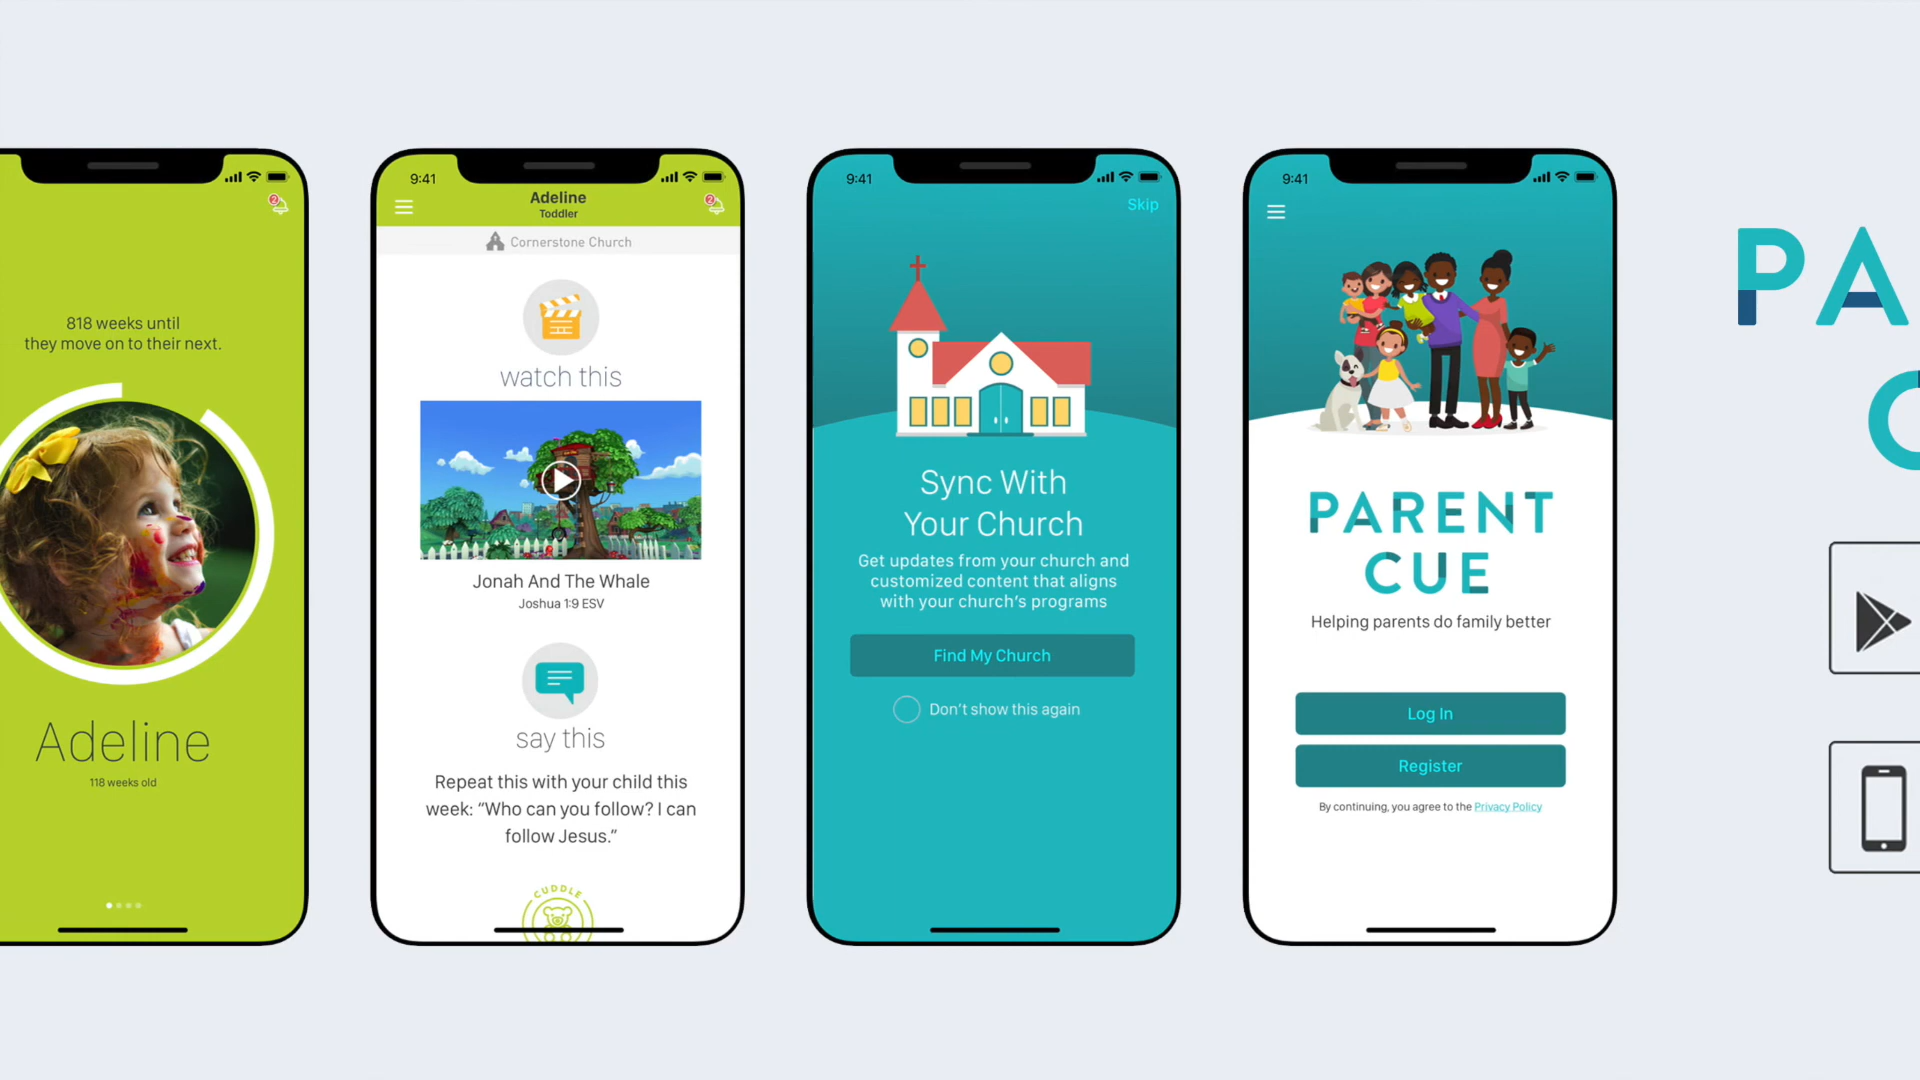 818 weeks until
they move on to their next.
Adeline
118 weeks old
2
9:41
Adeline
Toddler
2
Cornerstone Church
watch this
Jonah And The Whale
Joshua 1:9 ESV
say this
Repeat this with your child this
week: “Who can you follow? I can
follow Jesus.”
CUDDLE
9:41
Skip
Sync With
Your Church
Get updates from your church and
customized content that aligns
with your church’s programs
Find My Church
Don’t show this again
9:41
PARENT
CUE
Helping parents do family better
Log In
Register
By continuing, you agree to the Privacy Policy
PA
C